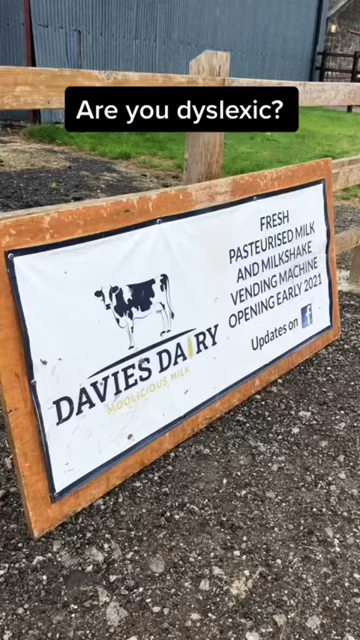 Are you dyslexic?
FRESH
PASTEURISED MILK
AND MILKSHAKE
VENDING MACHINE
OPENING EARLY 2021
Updates on f
DAVIES DAIRY
MOOLICIOUS MILK